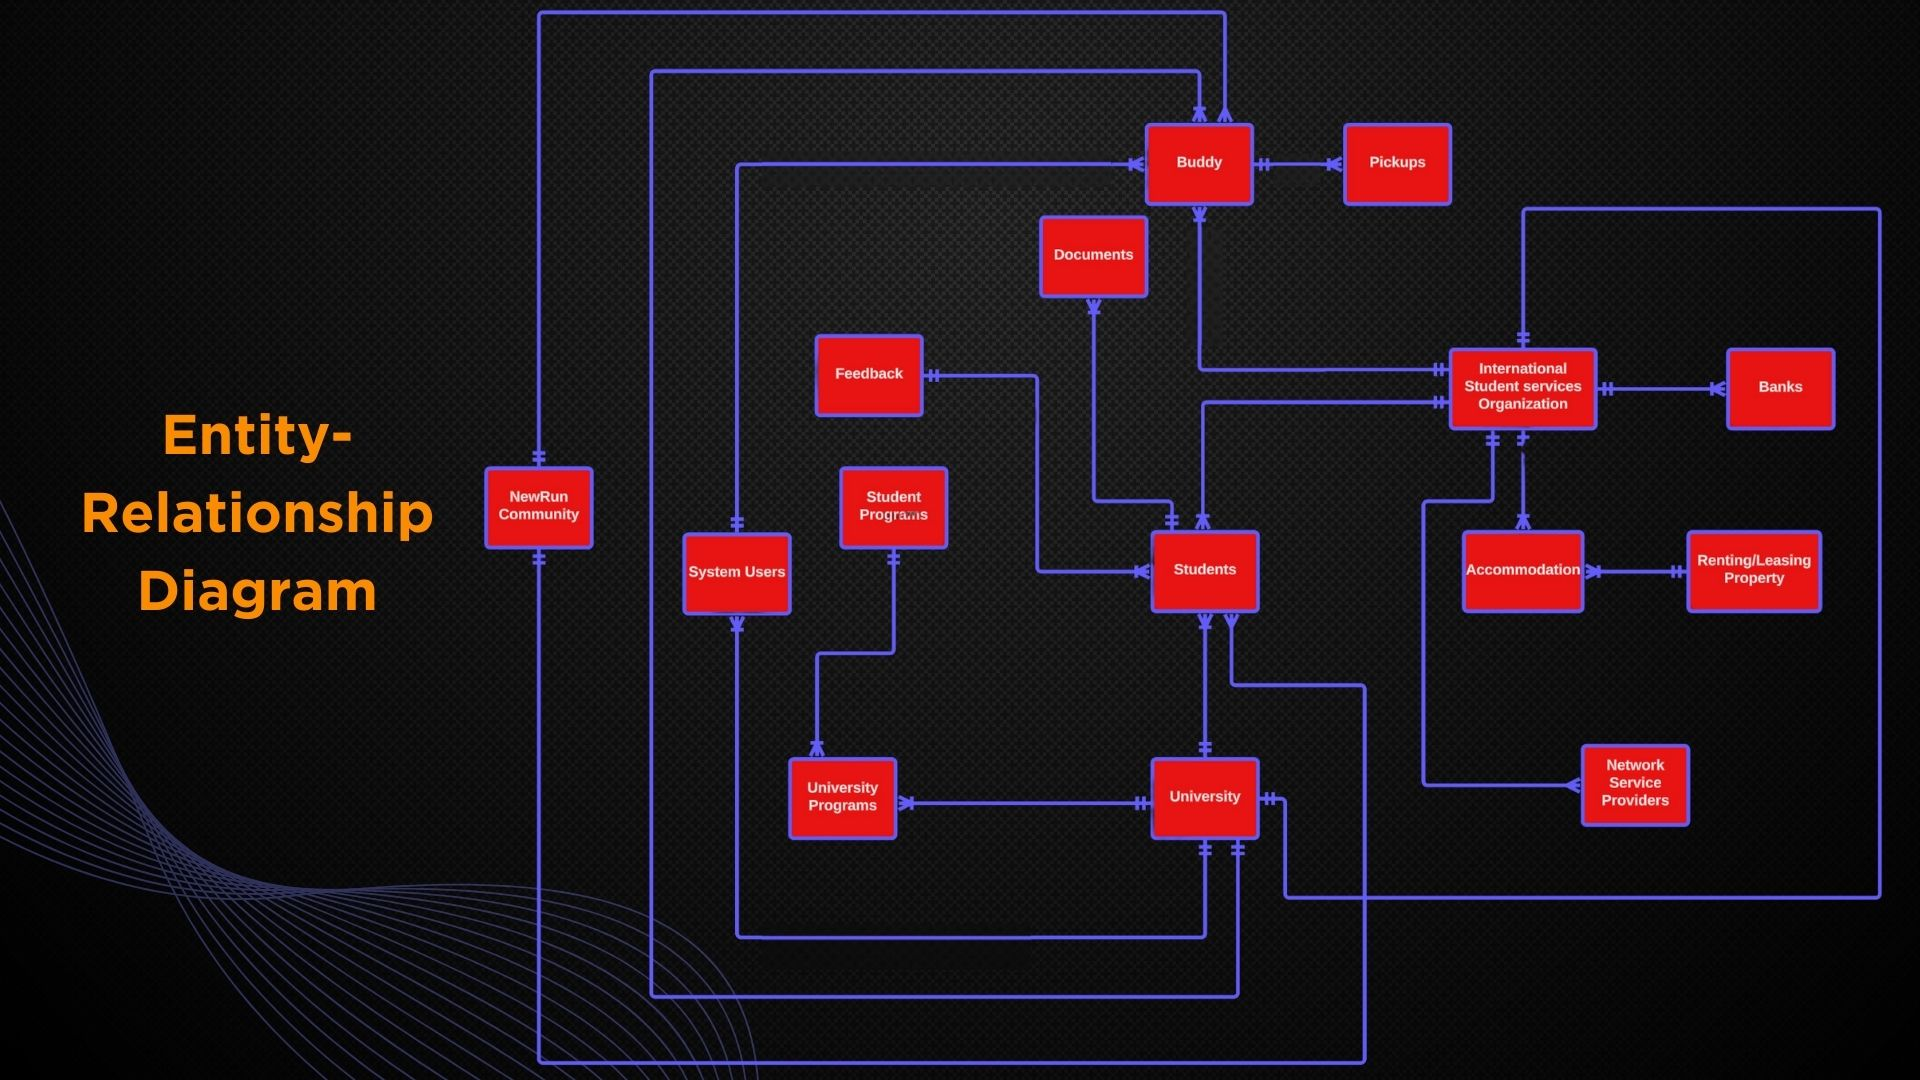 Entity-
Relationship
Diagram
Buddy
Pickups
Documents
Feedback
International
Student services
Organization
Banks
NewRun
Community
Student
Programs
System Users
Students
Accommodation
Renting/Leasing
Property
University
Programs
University
Network
Service
Providers